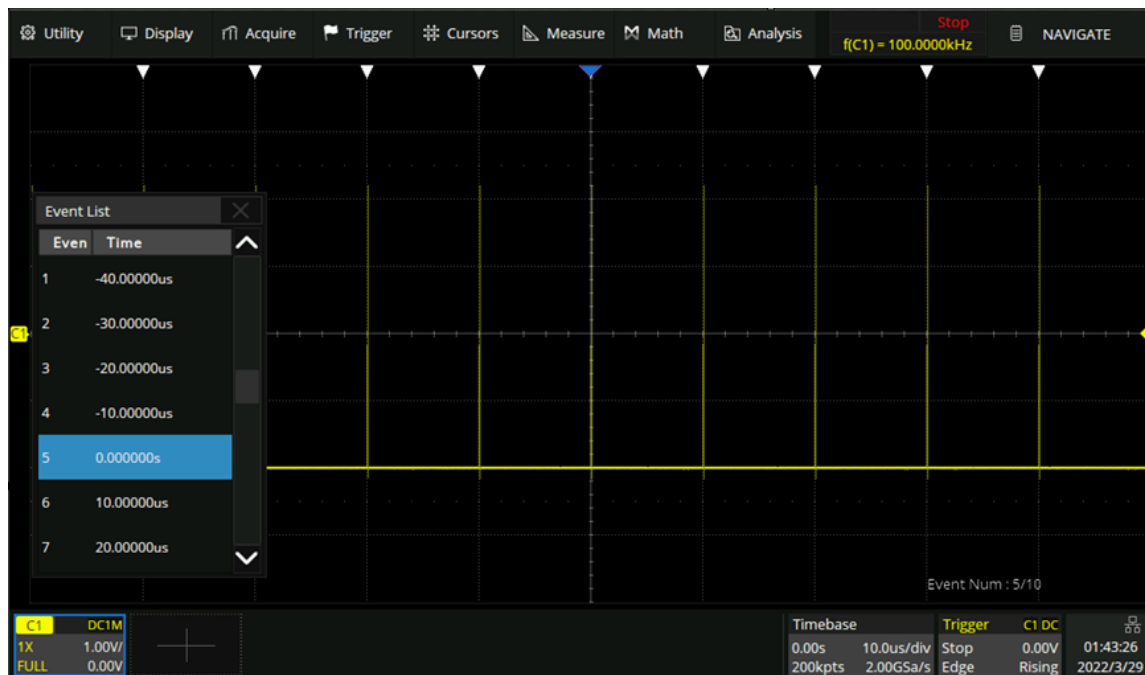 Utility Display Acquire Trigger Cursors Measure Math Analysis
Stop
f(C1) = 100.0000kHz
NAVIGATE
Event List
Even Time
1 -40.00000us
2 -30.00000us
3 -20.00000us
4 -10.00000us
5 0.000000s
6 10.00000us
7 20.00000us
C1
Event Num : 5/10
C1 DC1M
1X 1.00V/
FULL 0.00V
Timebase
0.00s 10.0us/div
200kpts 2.00GSa/s
Trigger C1 DC
Stop 0.00V
Edge Rising
01:43:26
2022/3/29